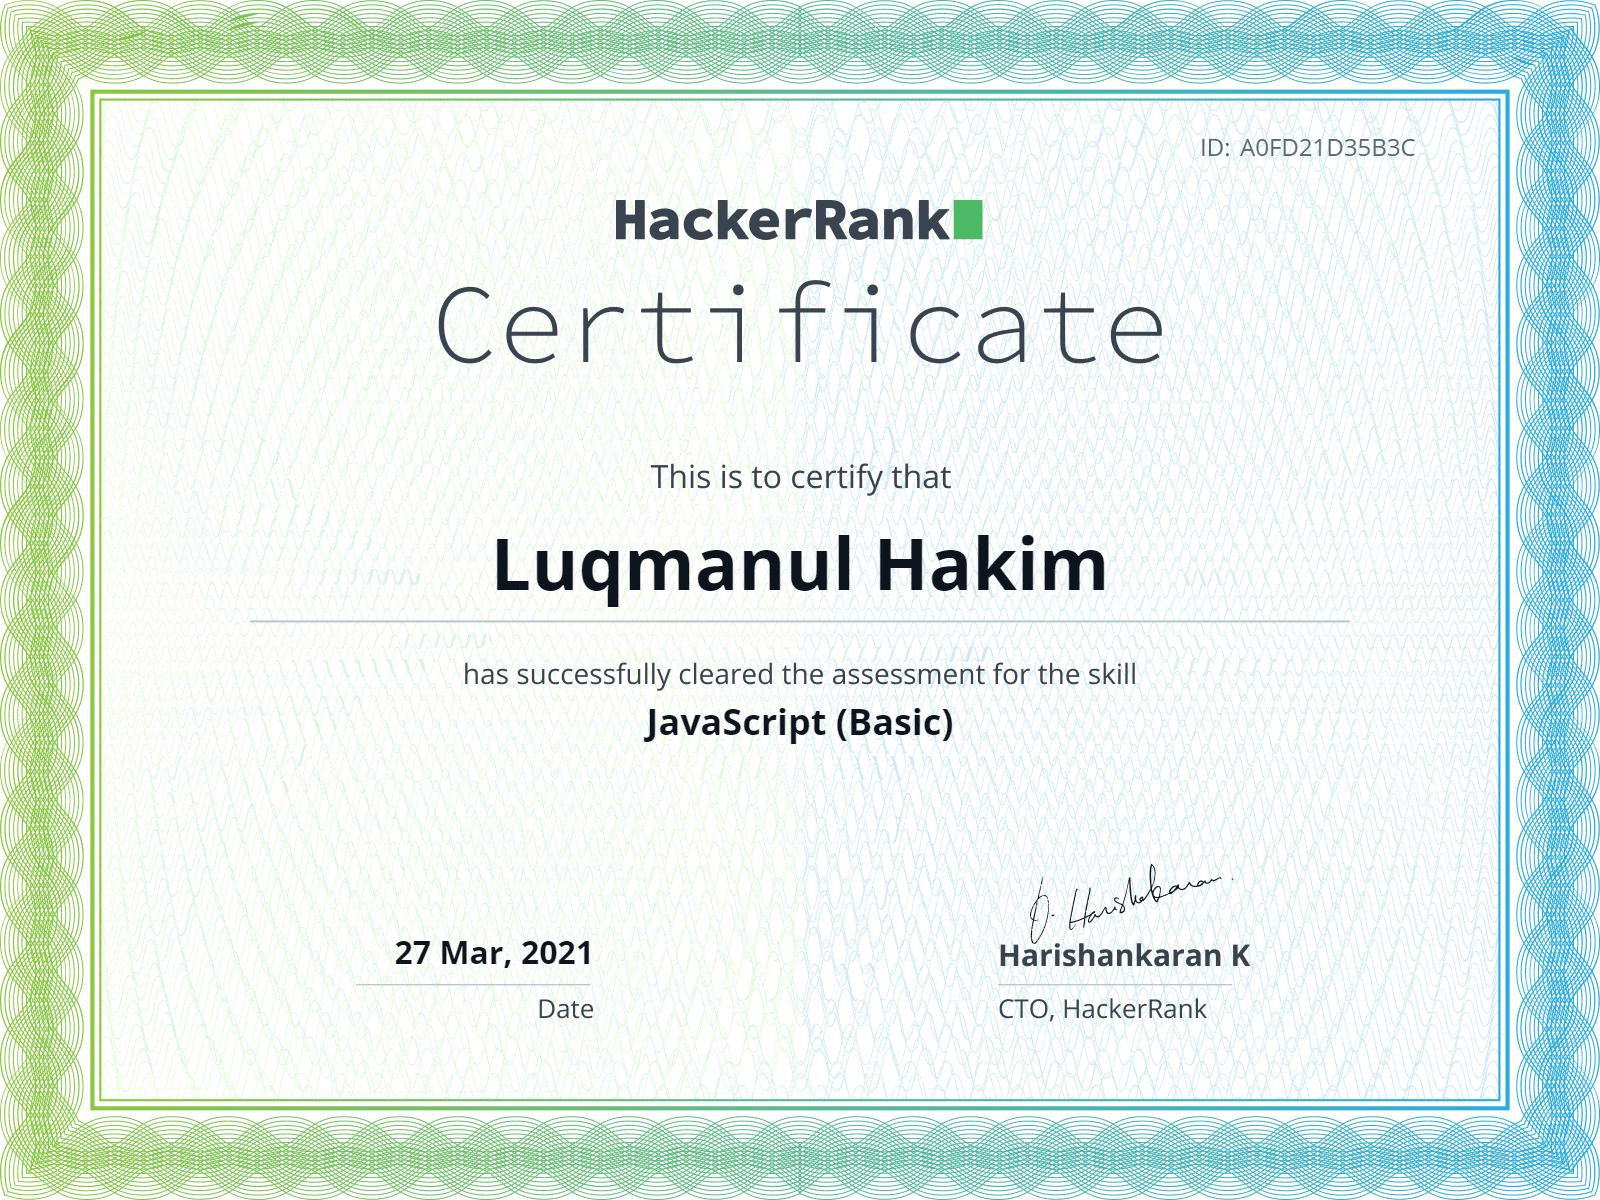 ID: A0FD21D35B3C
HackerRank
Certificate
This is to certify that
Luqmanul Hakim
has successfully cleared the assessment for the skill
JavaScript (Basic)
27 Mar, 2021
Date
Harishankaran
Harishankaran K
CTO, HackerRank